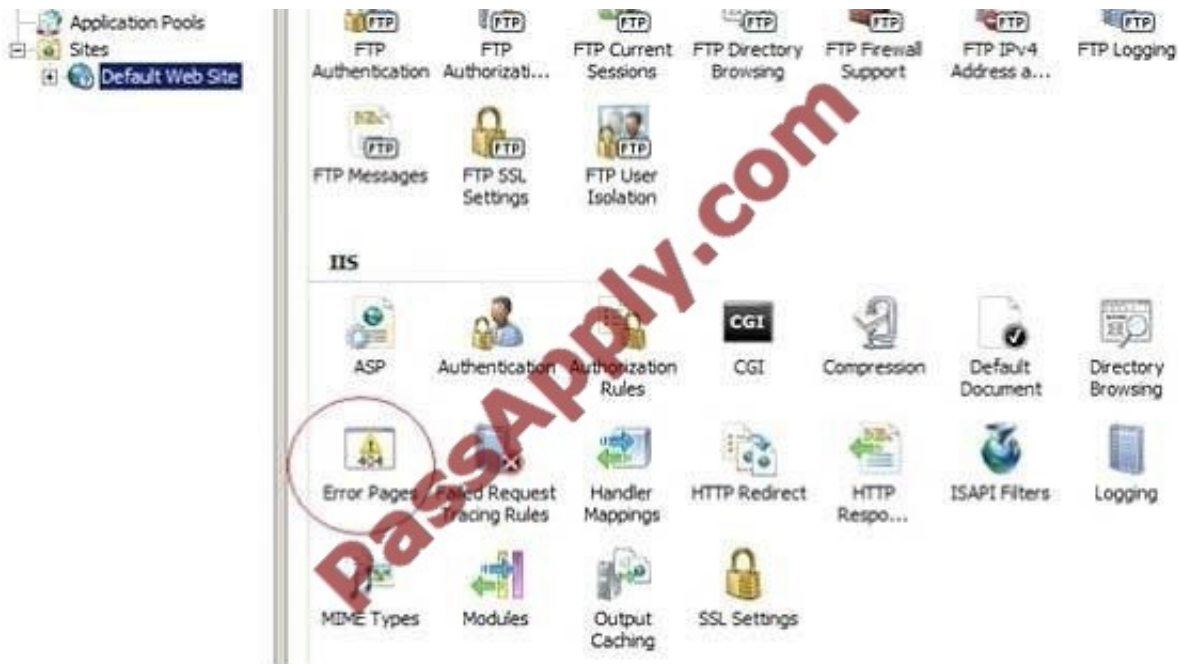 Application Pools
Sites
Default Web Site
FTP FTP FTP FTP FTP FTP FTP
FTP Authentication
FTP Authorizati...
FTP Current Sessions
FTP Directory Browsing
FTP Firewall Support
FTP IPv4 Address a...
FTP Logging
FTP FTP FTP
FTP Messages
FTP SSL Settings
FTP User Isolation
IIS
CGI
ASP
Authentication
Authorization Rules
CGI
Compression
Default Document
Directory Browsing
404
Error Pages
Failed Request Tracing Rules
Handler Mappings
HTTP Redirect
HTTP Respo...
ISAPI Filters
Logging
MIME Types
Modules
Output Caching
SSL Settings
PassApply.com